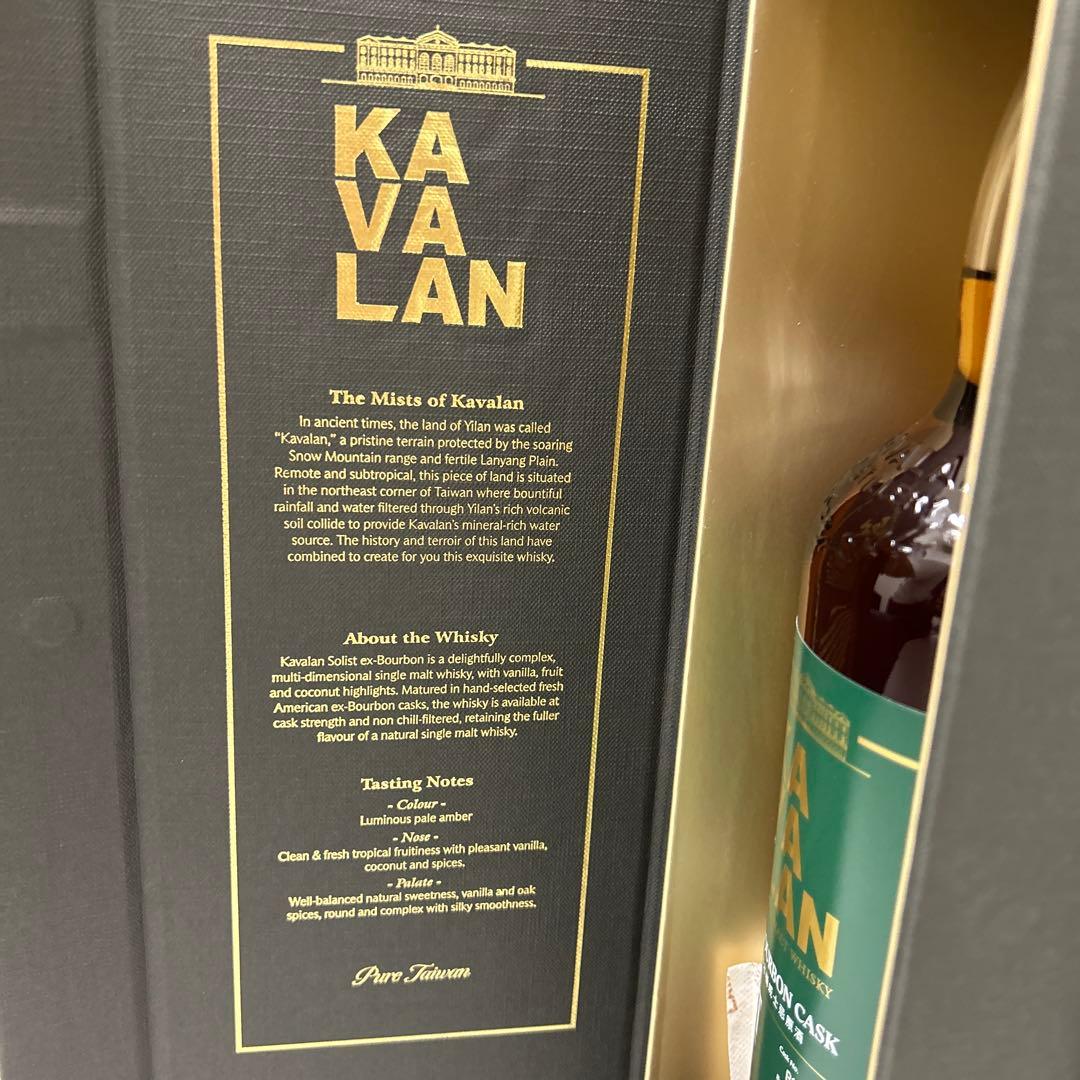 KA
VA
LAN
The Mists of Kavalan
In ancient times, the land of Yilan was called
"Kavalan," a pristine terrain protected by the soaring
Snow Mountain range and fertile Lanyang Plain.
Remote and subtropical, this piece of land is situated
in the northeast corner of Taiwan where bountiful
rainfall and water filtered through Yilan's rich volcanic
soil collide to provide Kavalan's mineral-rich water
source. The history and terroir of this land have
combined to create for you this exquisite whisky.
About the Whisky
Kavalan Solist ex-Bourbon is a delightfully complex,
multi-dimensional single malt whisky, with vanilla, fruit
and coconut highlights. Matured in hand-selected fresh
American ex-Bourbon casks, the whisky is available at
cask strength and non chill-filtered, retaining the fuller
flavour of a natural single malt whisky.
Tasting Notes
- Colour -
Luminous pale amber
- Nose -
Clean & fresh tropical fruitiness with pleasant vanilla,
coconut and spices.
- Palate -
Well-balanced natural sweetness, vanilla and oak
spices, round and complex with silky smoothness.
Pure Taiwan
A
A
AN
WHISKY
RBON CASK
士忌原酒
Cask No.